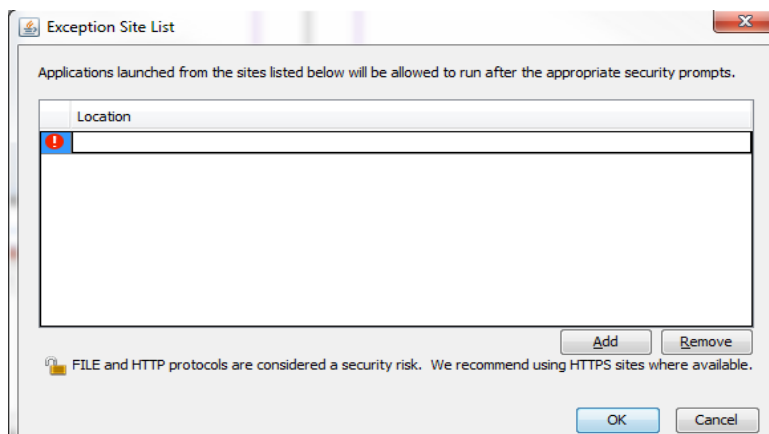 Exception Site List
Applications launched from the sites listed below will be allowed to run after the appropriate security prompts.
Location
Add Remove
FILE and HTTP protocols are considered a security risk. We recommend using HTTPS sites where available.
OK Cancel